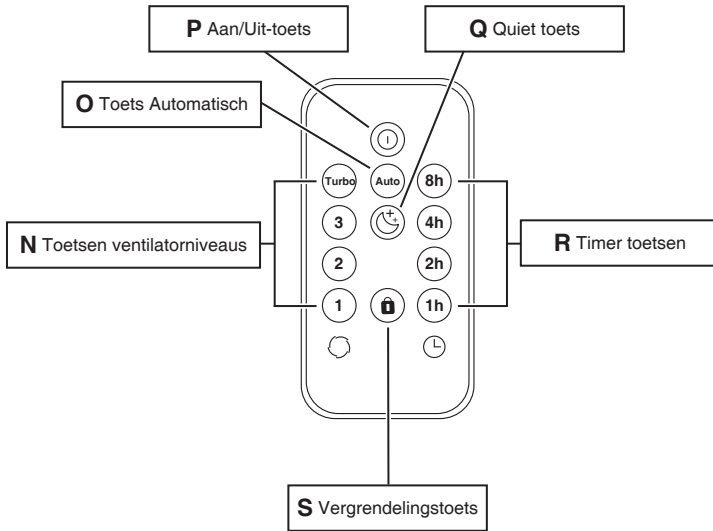 P Aan/Uit-toets
Q Quiet toets
O Toets Automatisch
Turbo Auto 8h
3 4h
N Toetsen ventilatorniveaus
R Timer toetsen
2 2h
1 1h
S Vergrendelingstoets